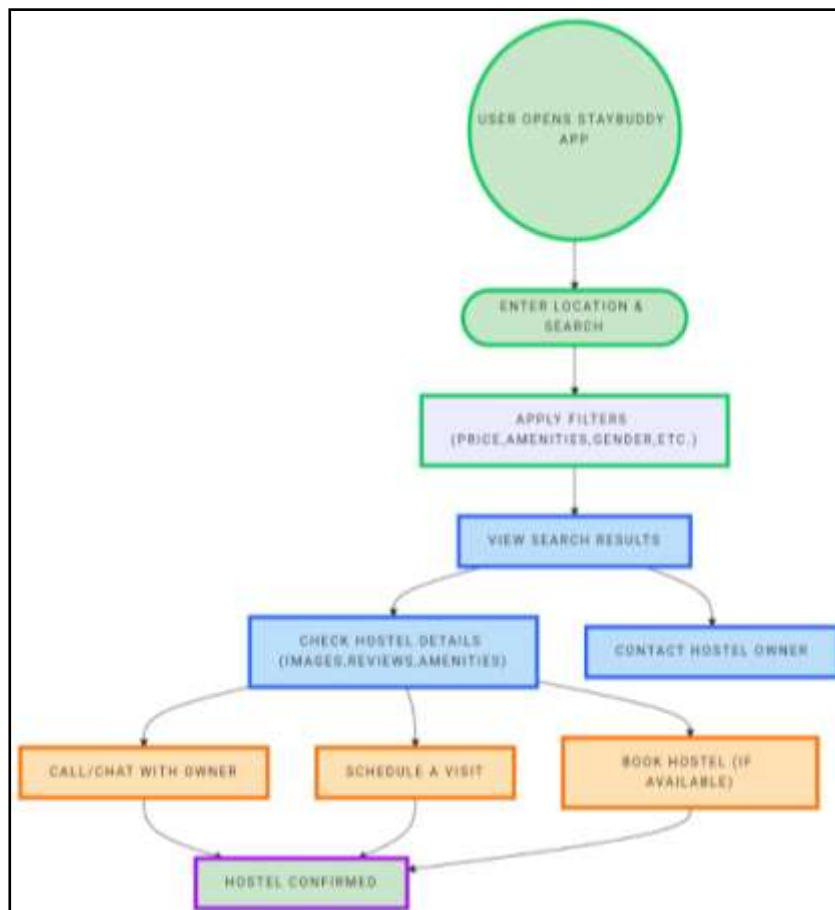 USER OPENS STAYBUDDY
APP
ENTER LOCATION &
SEARCH
APPLY FILTERS
(PRICE,AMENITIES,GENDER,ETC.)
VIEW SEARCH RESULTS
CHECK HOSTEL DETAILS
(IMAGES,REVIEWS,AMENITIES)
CONTACT HOSTEL OWNER
CALL/CHAT WITH OWNER
SCHEDULE A VISIT
BOOK HOSTEL (IF
AVAILABLE)
HOSTEL CONFIRMED